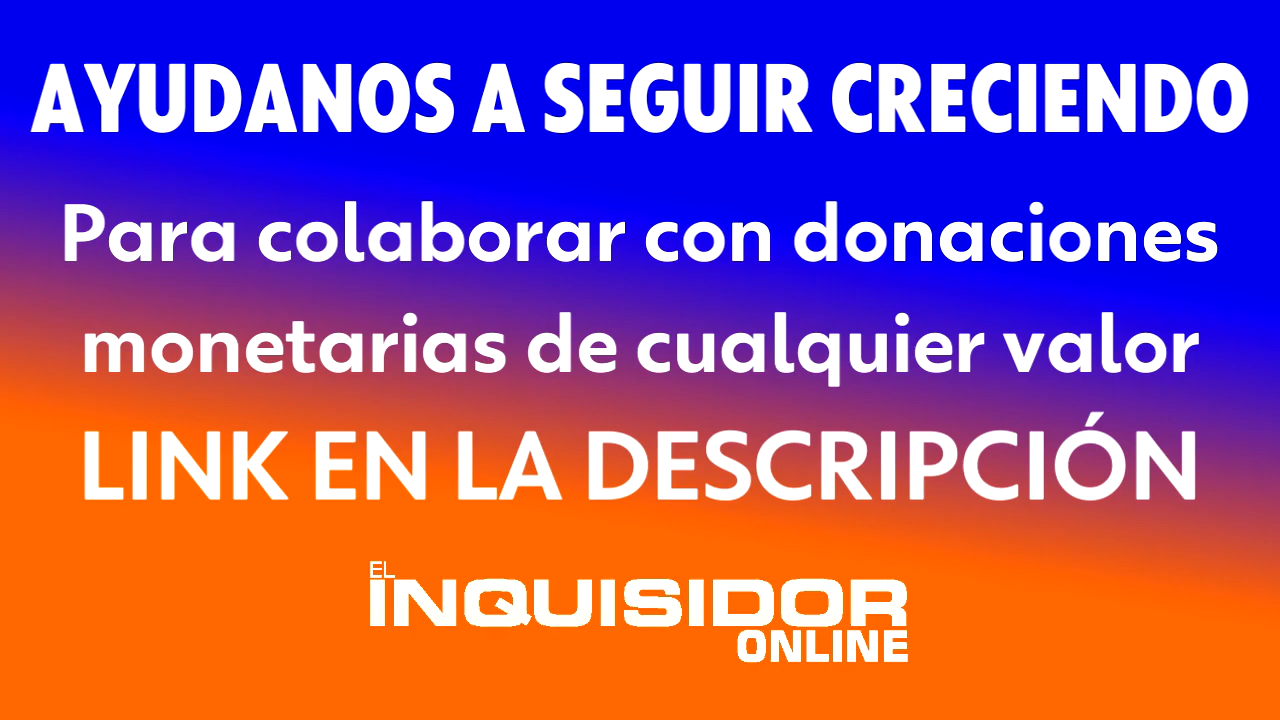 AYUDANOS A SEGUIR CRECIENDO
Para colaborar con donaciones
monetarias de cualquier valor
LINK EN LA DESCRIPCIÓN
EL
INQUISIDOR
ONLINE